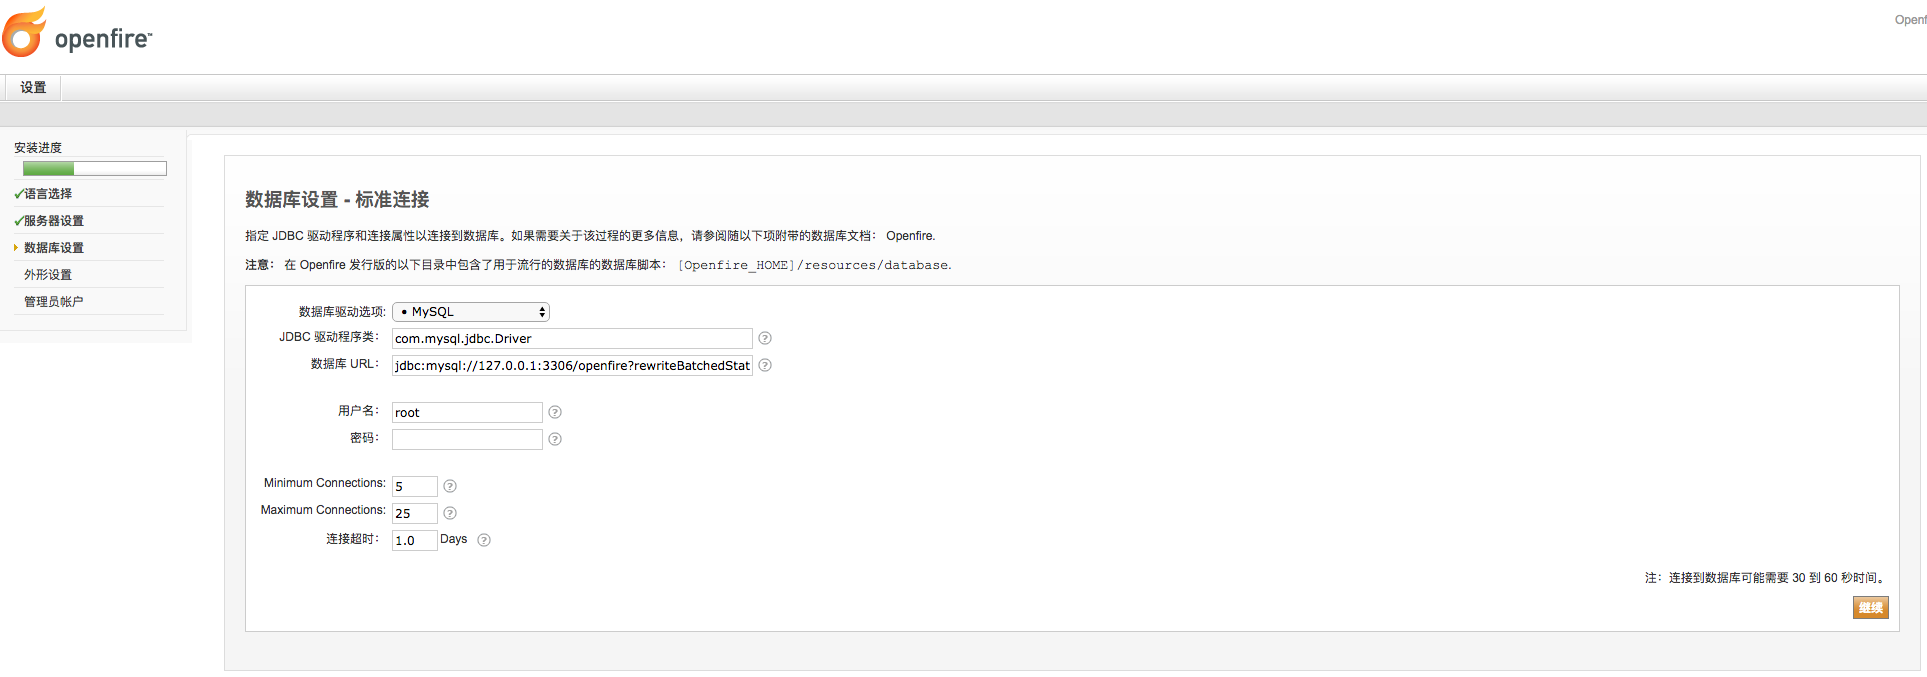 openfire™
Openf
设置
安装进度
语言选择
服务器设置
数据库设置
外形设置
管理员帐户
数据库设置 - 标准连接
指定 JDBC 驱动程序和连接属性以连接到数据库。如果需要关于该过程的更多信息，请参阅随以下项附带的数据库文档： Openfire.
注意： 在 Openfire 发行版的以下目录中包含了用于流行的数据库的数据库脚本： [Openfire_HOME]/resources/database.
数据库驱动选项: • MySQL
JDBC 驱动程序类： com.mysql.jdbc.Driver ?
数据库 URL： jdbc:mysql://127.0.0.1:3306/openfire?rewriteBatchedStat ?
用户名： root ?
密码： ?
Minimum Connections: 5 ?
Maximum Connections: 25 ?
连接超时： 1.0 Days ?
注：连接到数据库可能需要 30 到 60 秒时间。
继续